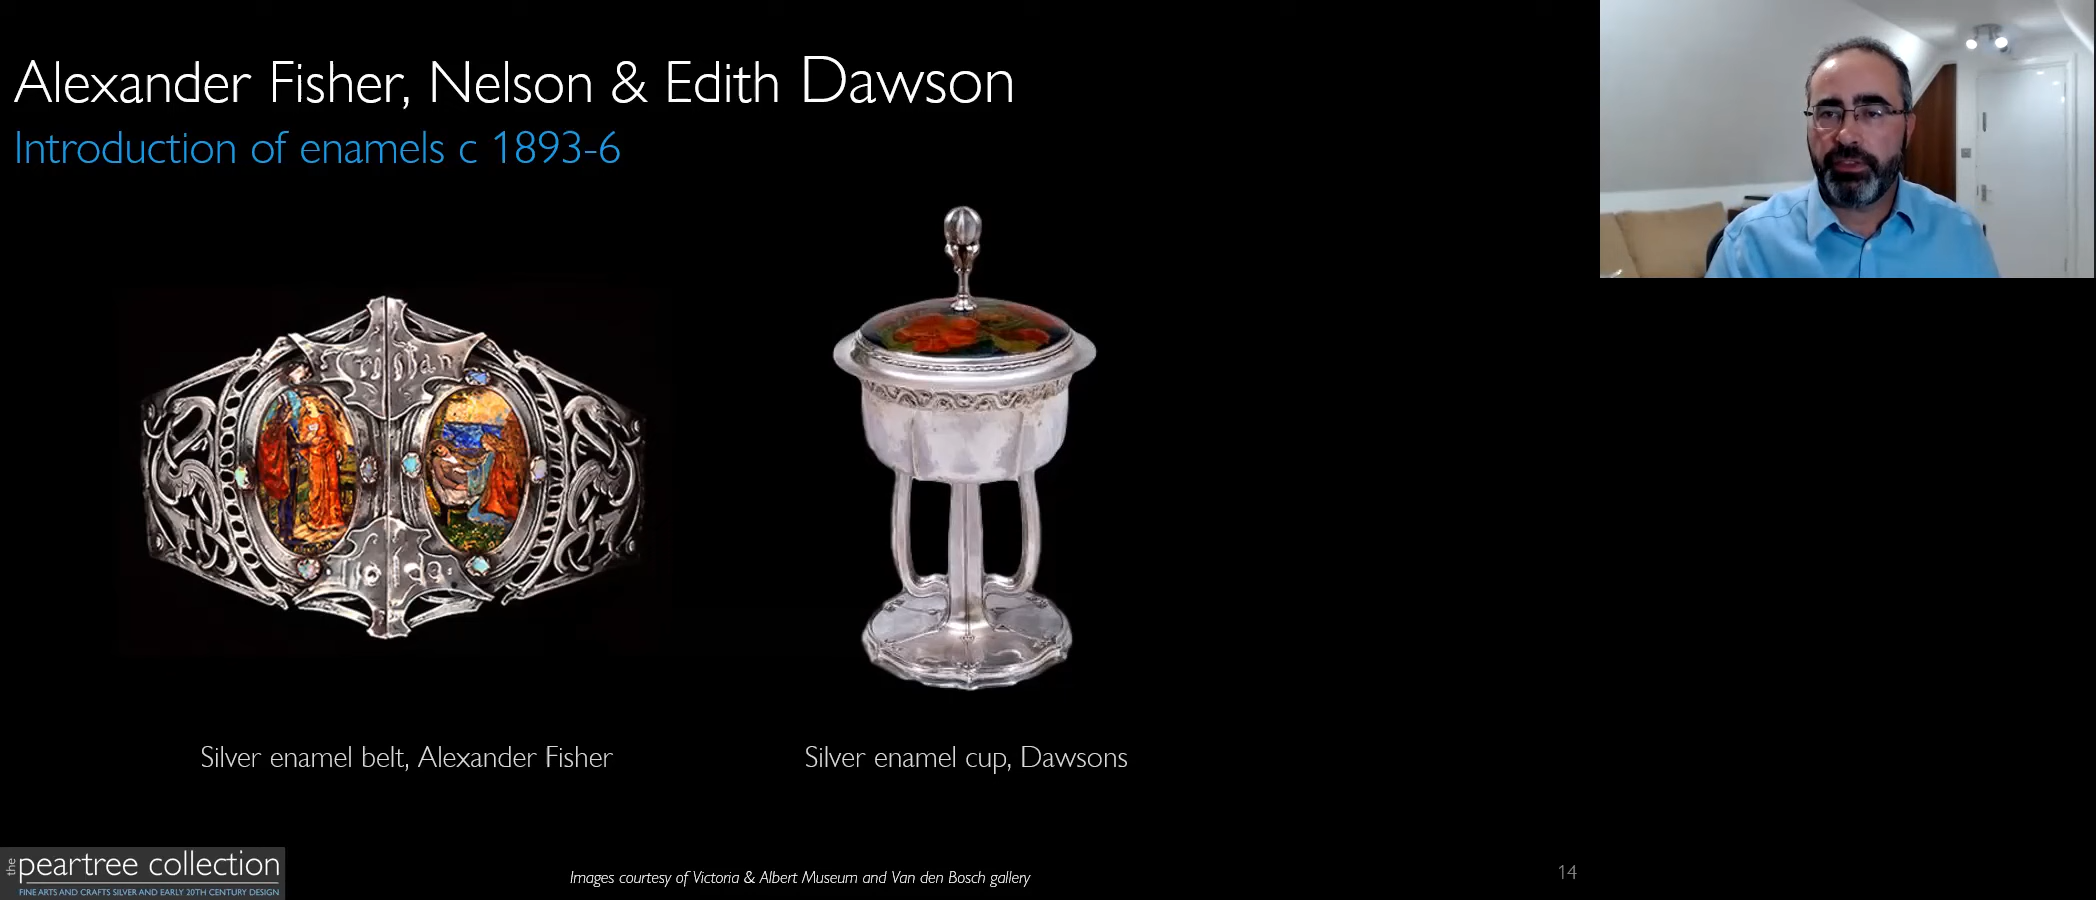 Alexander Fisher, Nelson & Edith Dawson
Introduction of enamels c 1893-6
Tristan
Silver enamel belt, Alexander Fisher
Silver enamel cup, Dawsons
the peartree collection
FINE ARTS AND CRAFTS SILVER AND EARLY 20TH CENTURY DESIGN
Images courtesy of Victoria & Albert Museum and Van den Bosch gallery
14